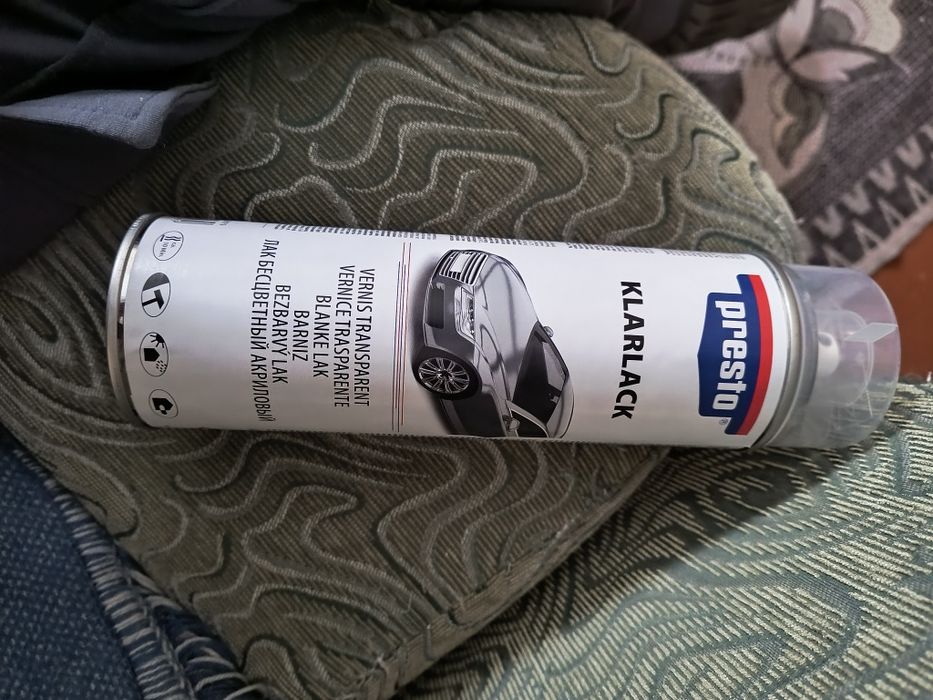 presto
KLARLACK
VERNIS TRANSPARENT
VERNICE TRASPARENTE
BLANKE LAK
BARNIZ
BEZBARVÝ LAK
ЛАК БЕСЦВЕТНЫЙ АКРИЛОВЫЙ